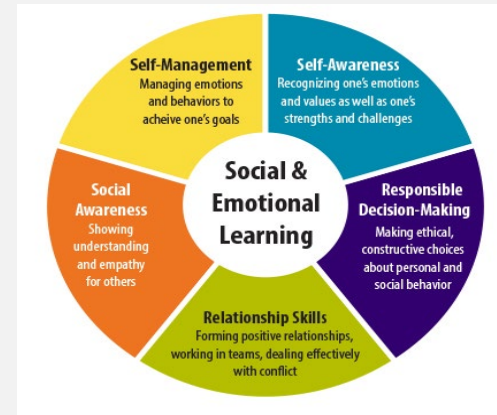 Self-Management
Managing emotions
and behaviors to
acheive one's goals
Self-Awareness
Recognizing one's emotions
and values as well as one's
strengths and challenges
Social &
Emotional
Learning
Social
Awareness
Showing
understanding
and empathy
for others
Responsible
Decision-Making
Making ethical,
constructive choices
about personal and
social behavior
Relationship Skills
Forming positive relationships,
working in teams, dealing effectively
with conflict